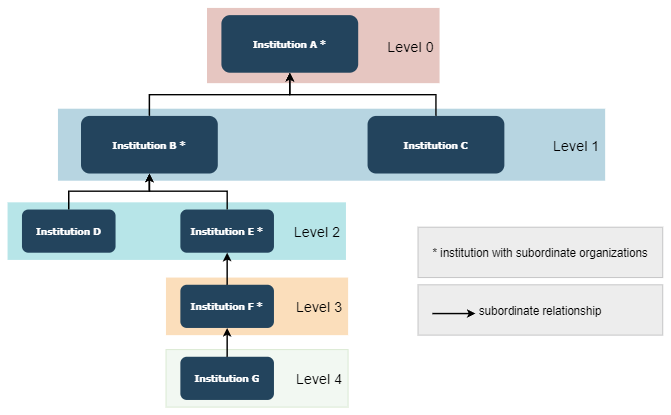 Institution A *
Level 0
Institution B *
Institution C
Level 1
Institution D
Institution E *
Level 2
* institution with subordinate organizations
Institution F *
Level 3
subordinate relationship
Institution G
Level 4